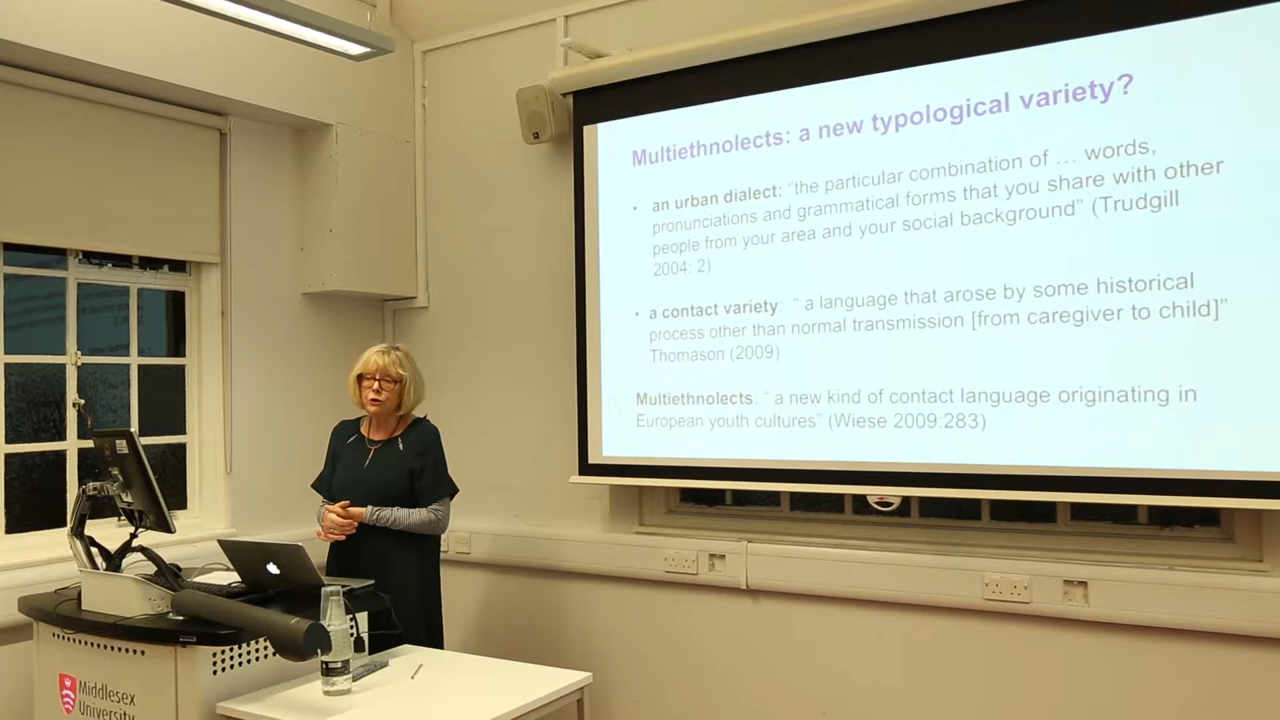 Multiethnolects: a new typological variety?
• an urban dialect: “the particular combination of … words,
pronunciations and grammatical forms that you share with other
people from your area and your social background” (Trudgill
2004: 2)
• a contact variety: “ a language that arose by some historical
process other than normal transmission [from caregiver to child]”
Thomason (2009)
Multiethnolects: “ a new kind of contact language originating in
European youth cultures” (Wiese 2009:283)
Middlesex
University